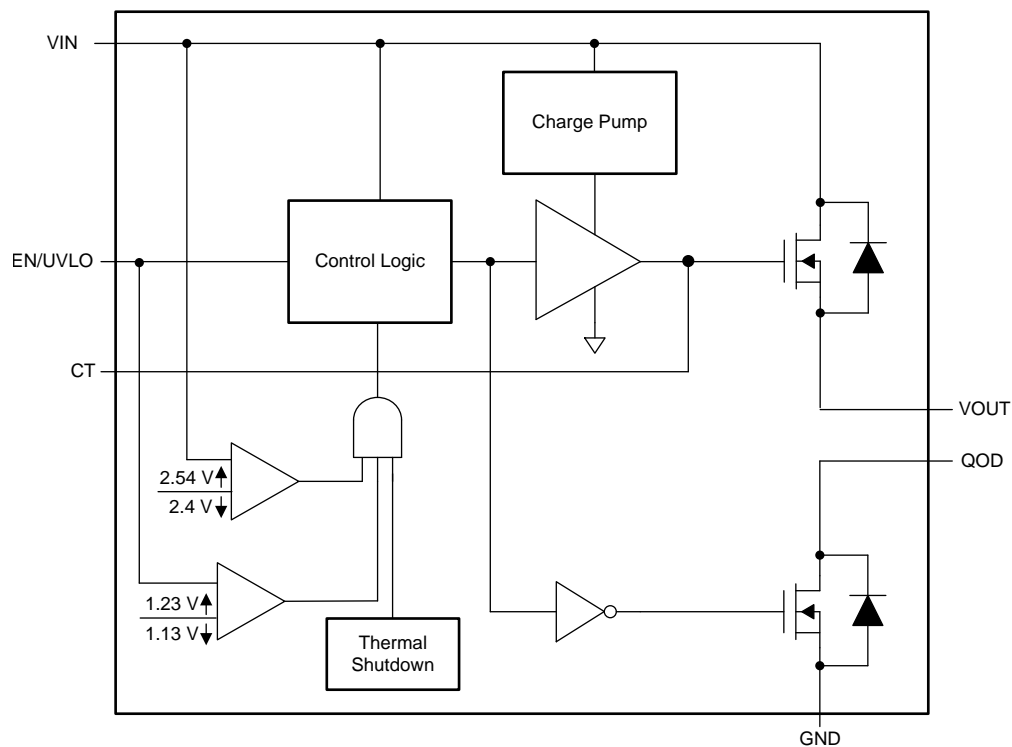 VIN
Charge Pump
EN/UVLO
Control Logic
CT
VOUT
QOD
2.54 V
2.4 V
1.23 V
1.13 V
Thermal
Shutdown
GND